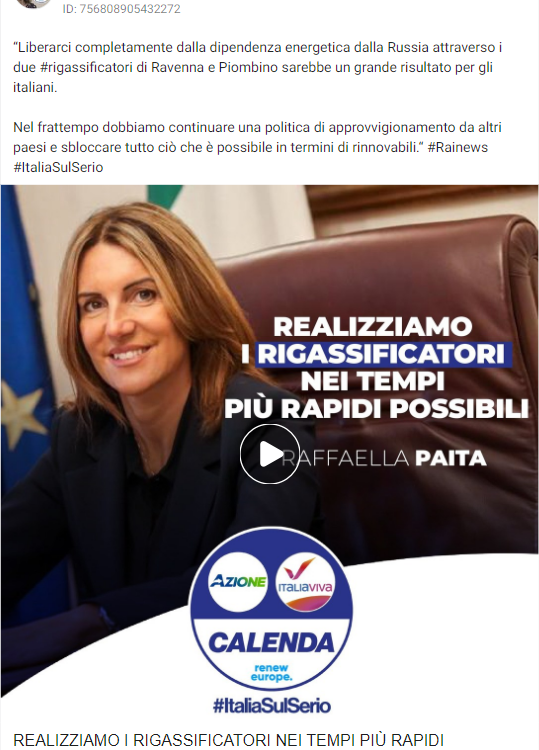 ID: 756808905432272
“Liberarci completamente dalla dipendenza energetica dalla Russia attraverso i
due #rigassificatori di Ravenna e Piombino sarebbe un grande risultato per gli
italiani.
Nel frattempo dobbiamo continuare una politica di approvvigionamento da altri
paesi e sbloccare tutto ciò che è possibile in termini di rinnovabili.“ #Rainews
#ItaliaSulSerio
REALIZZIAMO
I RIGASSIFICATORI
NEI TEMPI
PIÙ RAPIDI POSSIBILI
RAFFAELLA PAITA
AZIONE
ITALIAVIVA
CALENDA
renew
europe.
#ItaliaSulSerio
REALIZZIAMO I RIGASSIFICATORI NEI TEMPI PIÙ RAPIDI